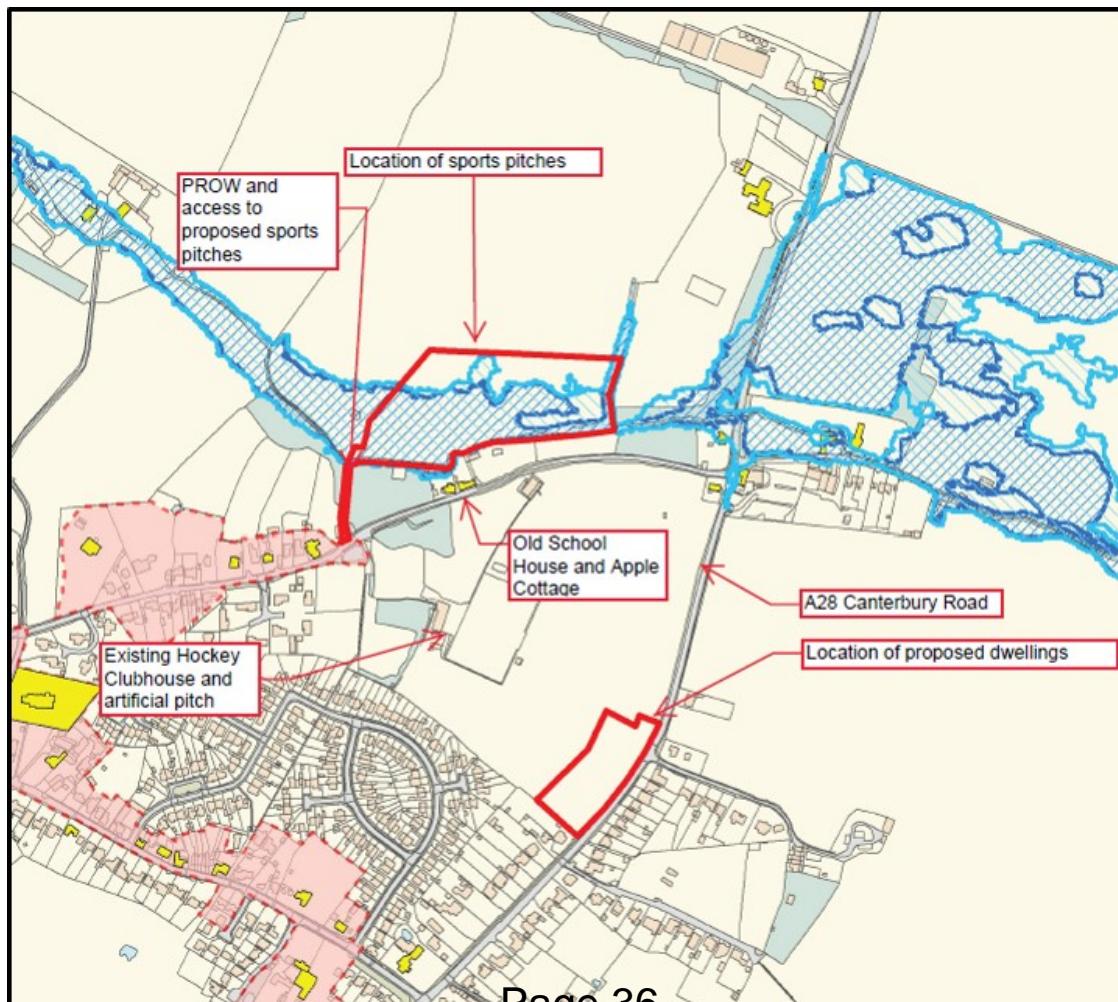 Location of sports pitches
PROW and
access to
proposed sports
pitches
Old School
House and Apple
Cottage
A28 Canterbury Road
Existing Hockey
Clubhouse and
artificial pitch
Location of proposed dwellings
Page 36